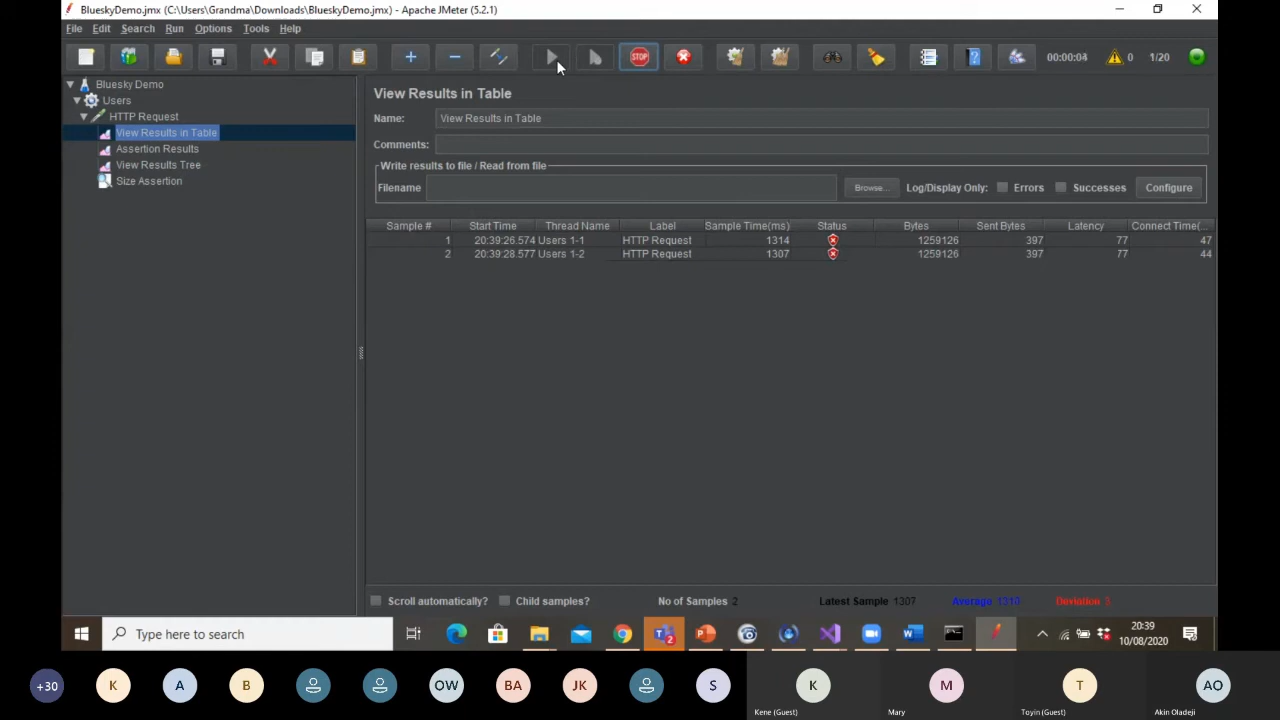 BlueskyDemo.jmx (C:\Users\Grandma\Downloads\BlueskyDemo.jmx) - Apache JMeter (5.2.1)
File Edit Search Run Options Tools Help
STOP 00:00:04 0 1/20
Bluesky Demo
Users
HTTP Request
View Results in Table
Assertion Results
View Results Tree
Size Assertion
View Results in Table
Name: View Results in Table
Comments:
Write results to file / Read from file
Filename Browse... Log/Display Only: Errors Successes Configure
Sample # Start Time Thread Name Label Sample Time(ms) Status Bytes Sent Bytes Latency Connect Time(...
1 20:39:26.574 Users 1-1 HTTP Request 1314 1259126 397 77 47
2 20:39:28.577 Users 1-2 HTTP Request 1307 1259126 397 77 44
Scroll automatically? Child samples? No of Samples 2 Latest Sample 1307 Average 1310 Deviation 3
Type here to search
2
20:39
10/08/2020
+30 K A B OW BA JK S K M T AO
Kene (Guest) Mary Toyin (Guest) Akin Oladeji